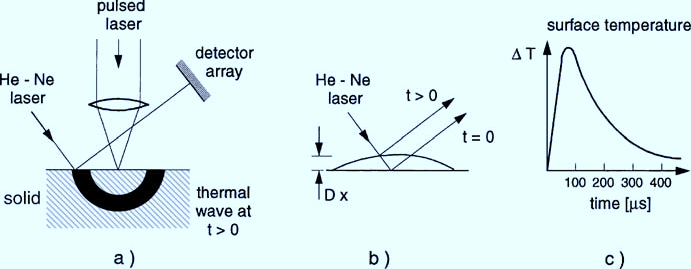 pulsed
laser
He - Ne
laser
detector
array
solid
thermal
wave at
t > 0
a )
He - Ne
laser
t > 0
t = 0
D x
b )
surface temperature
Δ T
100 200 300 400
time [µs]
c )